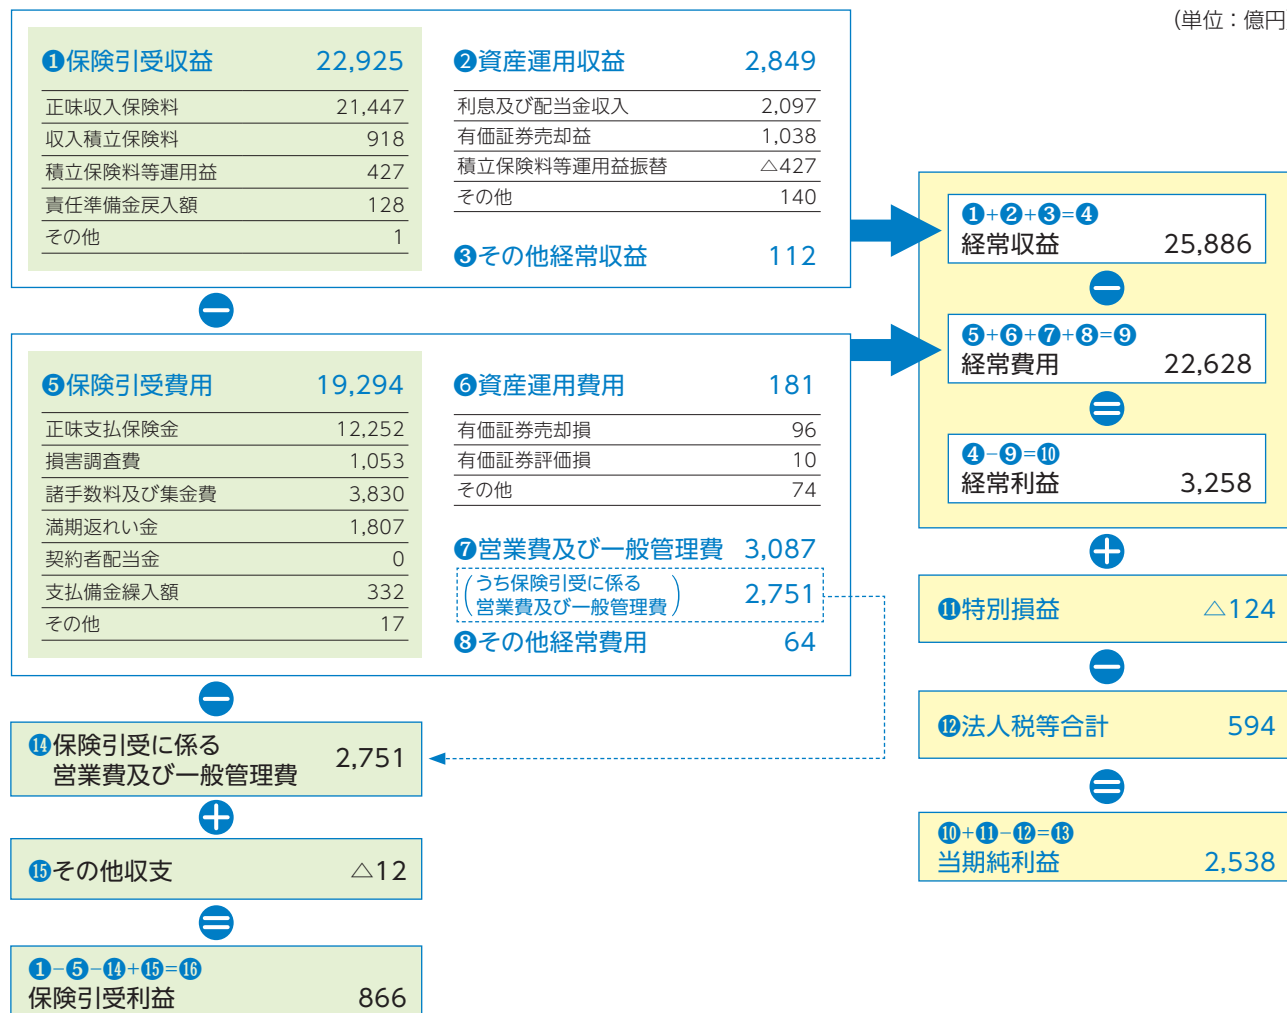 (単位：億円
❶保険引受収益 22,925
正味収入保険料 21,447
収入積立保険料 918
積立保険料等運用益 427
責任準備金戻入額 128
その他 1
❷資産運用収益 2,849
利息及び配当金収入 2,097
有価証券売却益 1,038
積立保険料等運用益振替 △427
その他 140
❸その他経常収益 112
❶+❷+❸=❹
経常収益 25,886
−
❺+❻+❼+❽=❾
経常費用 22,628
=
❹−❾=❿
経常利益 3,258
+
⓫特別損益 △124
−
⓬法人税等合計 594
=
❿+⓫−⓬=⓭
当期純利益 2,538
−
❺保険引受費用 19,294
正味支払保険金 12,252
損害調査費 1,053
諸手数料及び集金費 3,830
満期返れい金 1,807
契約者配当金 0
支払備金繰入額 332
その他 17
❻資産運用費用 181
有価証券売却損 96
有価証券評価損 10
その他 74
❼営業費及び一般管理費 3,087
(うち保険引受に係る
営業費及び一般管理費) 2,751
❽その他経常費用 64
−
⓮保険引受に係る
営業費及び一般管理費 2,751
+
⓯その他収支 △12
=
❶−❺−⓮+⓯=⓰
保険引受利益 866